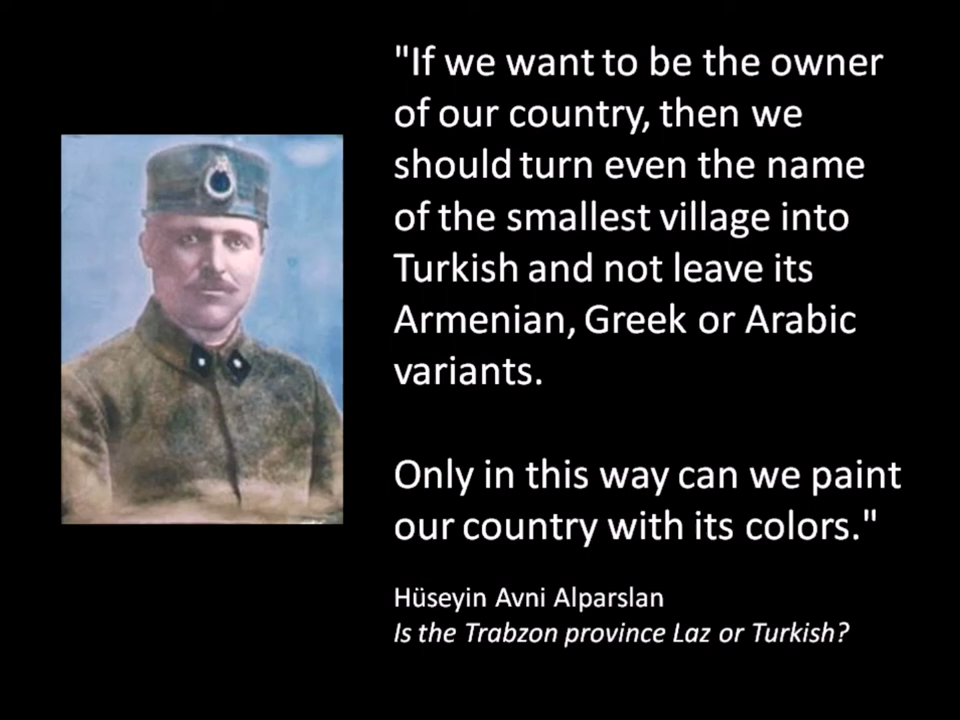 "If we want to be the owner
of our country, then we
should turn even the name
of the smallest village into
Turkish and not leave its
Armenian, Greek or Arabic
variants.
Only in this way can we paint
our country with its colors."
Hüseyin Avni Alparslan
Is the Trabzon province Laz or Turkish?